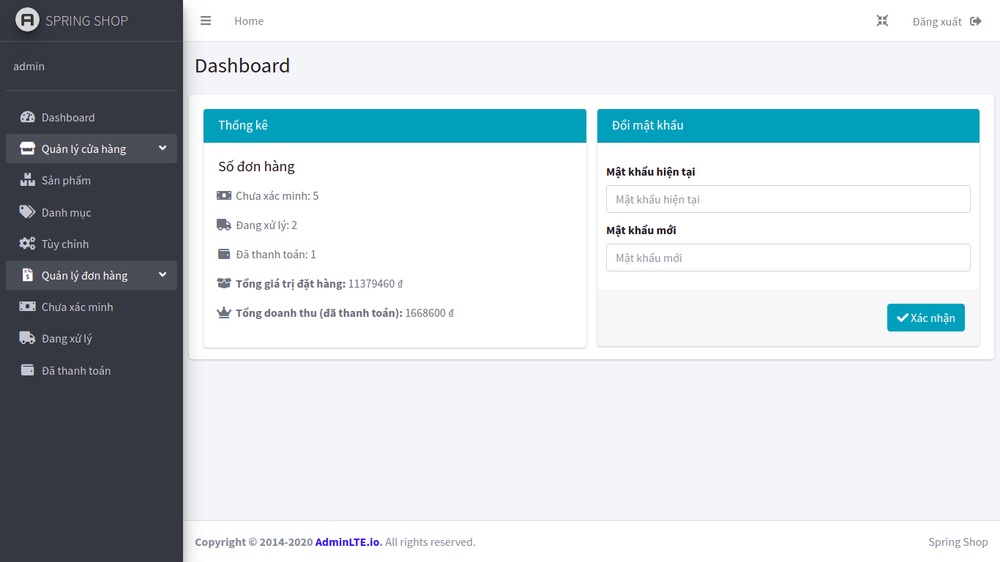 SPRING SHOP
Home
Đăng xuất
admin
Dashboard
Quản lý cửa hàng
Sản phẩm
Danh mục
Tùy chỉnh
Quản lý đơn hàng
Chưa xác minh
Đang xử lý
Đã thanh toán
Dashboard
Thống kê
Số đơn hàng
Chưa xác minh: 5
Đang xử lý: 2
Đã thanh toán: 1
Tổng giá trị đặt hàng: 11379460 ₫
Tổng doanh thu (đã thanh toán): 1668600 ₫
Đổi mật khẩu
Mật khẩu hiện tại
Mật khẩu hiện tại
Mật khẩu mới
Mật khẩu mới
Xác nhận
Copyright © 2014-2020 AdminLTE.io. All rights reserved.
Spring Shop